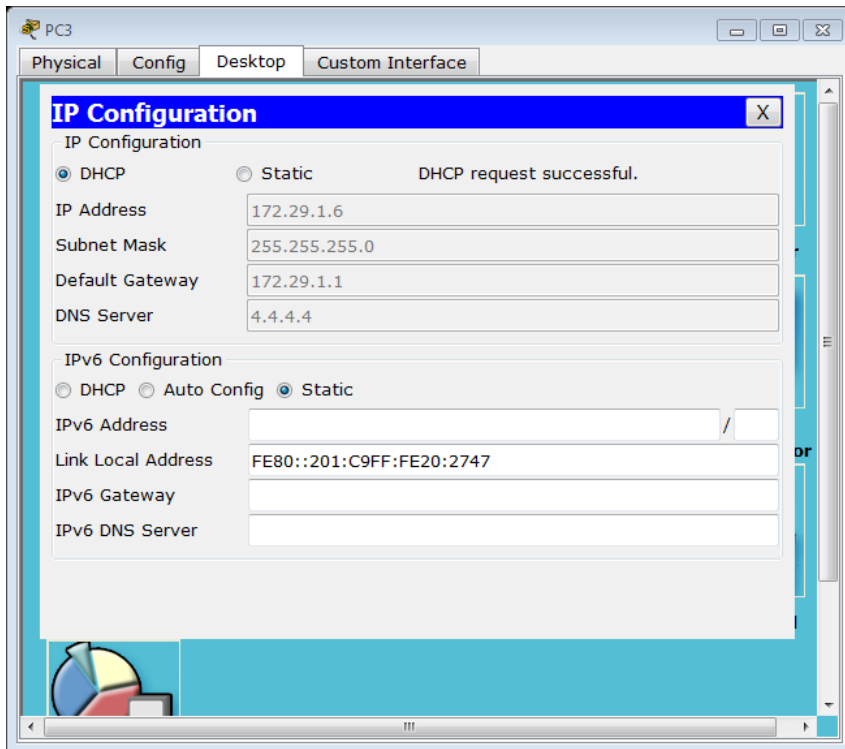 PC3
Physical Config Desktop Custom Interface
IP Configuration X
IP Configuration
DHCP Static DHCP request successful.
IP Address 172.29.1.6
Subnet Mask 255.255.255.0
Default Gateway 172.29.1.1
DNS Server 4.4.4.4
IPv6 Configuration
DHCP Auto Config Static
IPv6 Address /
Link Local Address FE80::201:C9FF:FE20:2747
or
IPv6 Gateway
IPv6 DNS Server